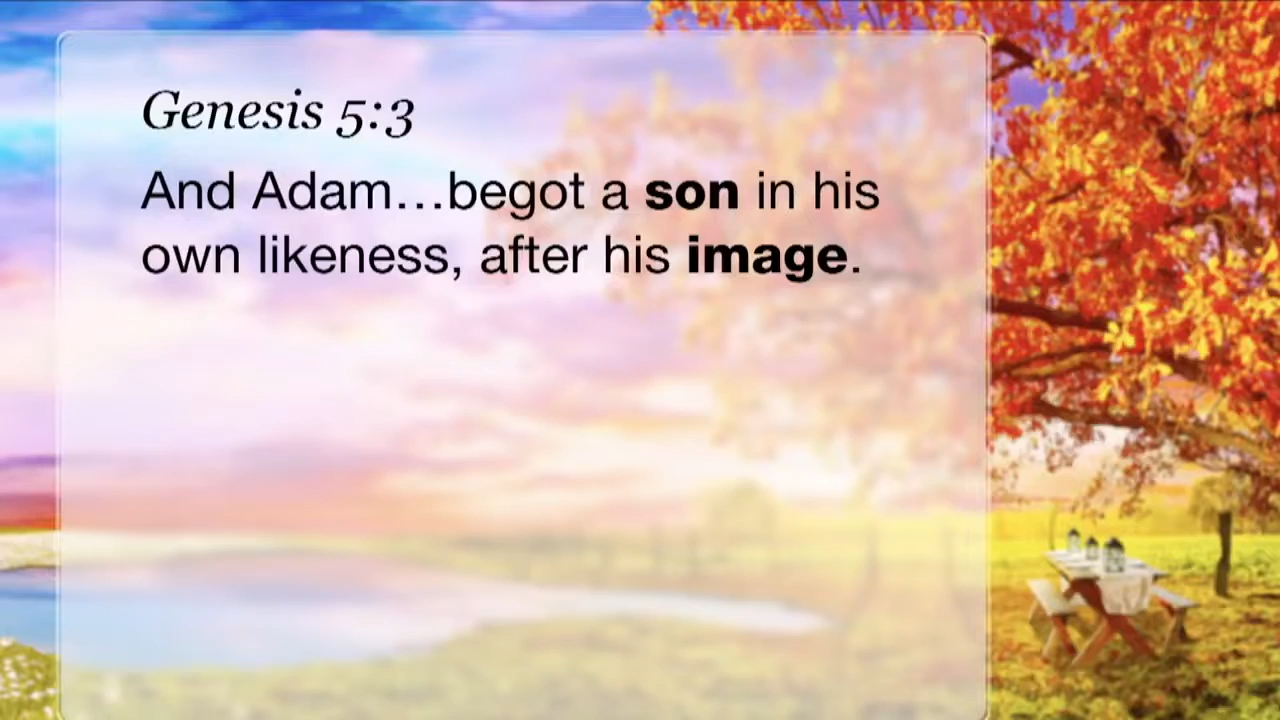 Genesis 5:3
And Adam…begot a son in his
own likeness, after his image.